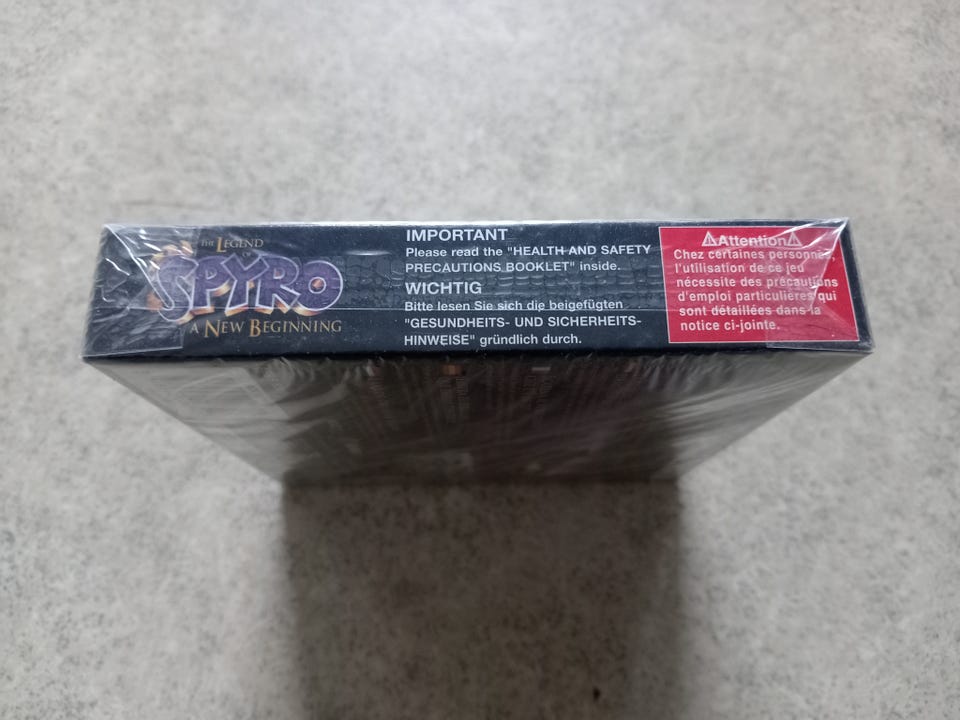 THE LEGEND
OF
SPYRO
A NEW BEGINNING
IMPORTANT
Please read the "HEALTH AND SAFETY
PRECAUTIONS BOOKLET" inside.
WICHTIG
Bitte lesen Sie sich die beigefügten
"GESUNDHEITS- UND SICHERHEITS-
HINWEISE" gründlich durch.
⚠Attention⚠
Chez certaines personnes,
l'utilisation de ce jeu
nécessite des précautions
d'emploi particulières qui
sont détaillées dans la
notice ci-jointe.